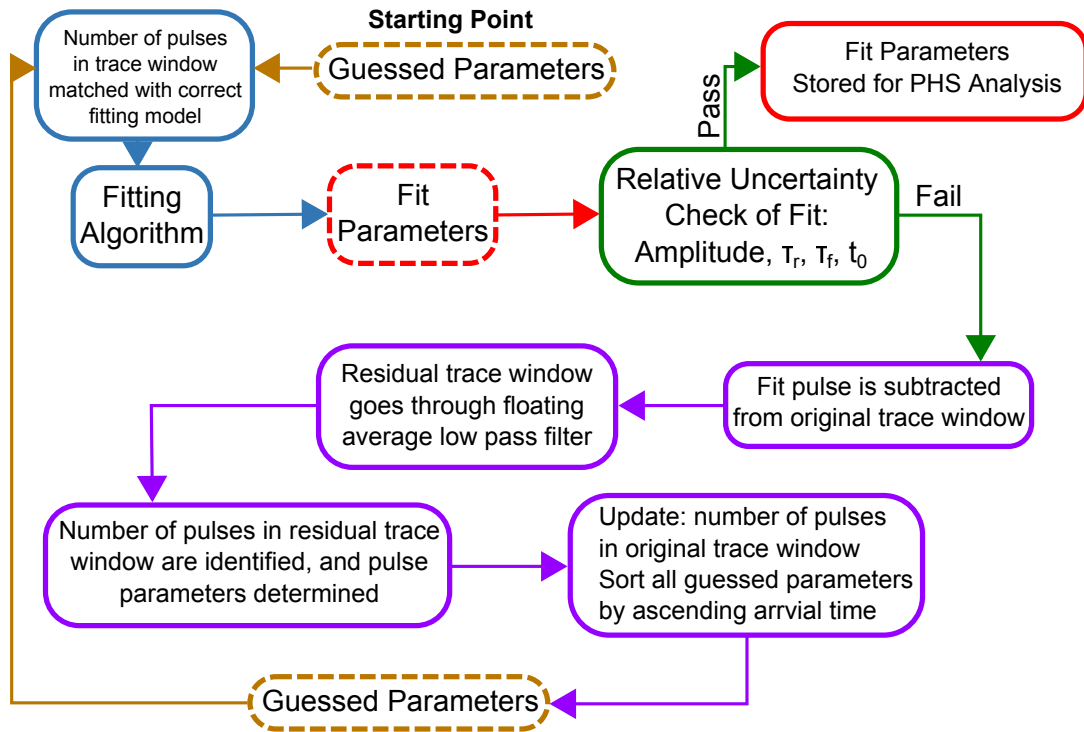 Starting Point
Guessed Parameters
Number of pulses
in trace window
matched with correct
fitting model
Fitting
Algorithm
Fit
Parameters
Relative Uncertainty
Check of Fit:
Amplitude, τr, τf, t0
Pass
Fit Parameters
Stored for PHS Analysis
Fail
Fit pulse is subtracted
from original trace window
Residual trace window
goes through floating
average low pass filter
Number of pulses in residual trace
window are identified, and pulse
parameters determined
Update: number of pulses
in original trace window
Sort all guessed parameters
by ascending arrvial time
Guessed Parameters